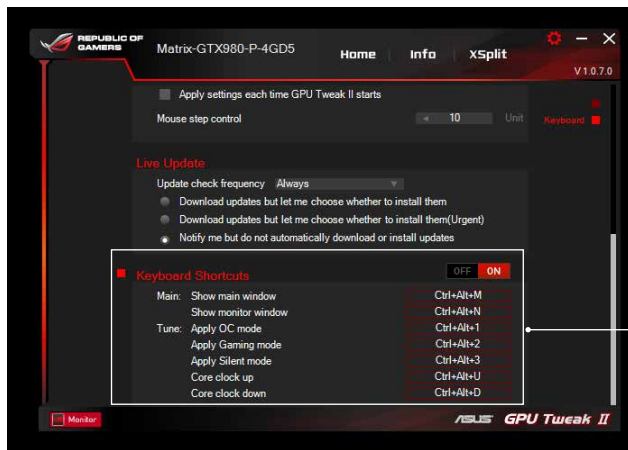 REPUBLIC OF
GAMERS
Matrix-GTX980-P-4GD5
Home
Info
XSplit
V 1.0.7.0
Apply settings each time GPU Tweak II starts
Mouse step control
10
Unit
Keyboard
Live Update
Update check frequency Always
Download updates but let me choose whether to install them
Download updates but let me choose whether to install them(Urgent)
Notify me but do not automatically download or install updates
Keyboard Shortcuts
OFF ON
Main: Show main window Ctrl+Alt+M
Show monitor window Ctrl+Alt+N
Tune: Apply OC mode Ctrl+Alt+1
Apply Gaming mode Ctrl+Alt+2
Apply Silent mode Ctrl+Alt+3
Core clock up Ctrl+Alt+U
Core clock down Ctrl+Alt+D
Monitor
ASUS GPU Tweak II